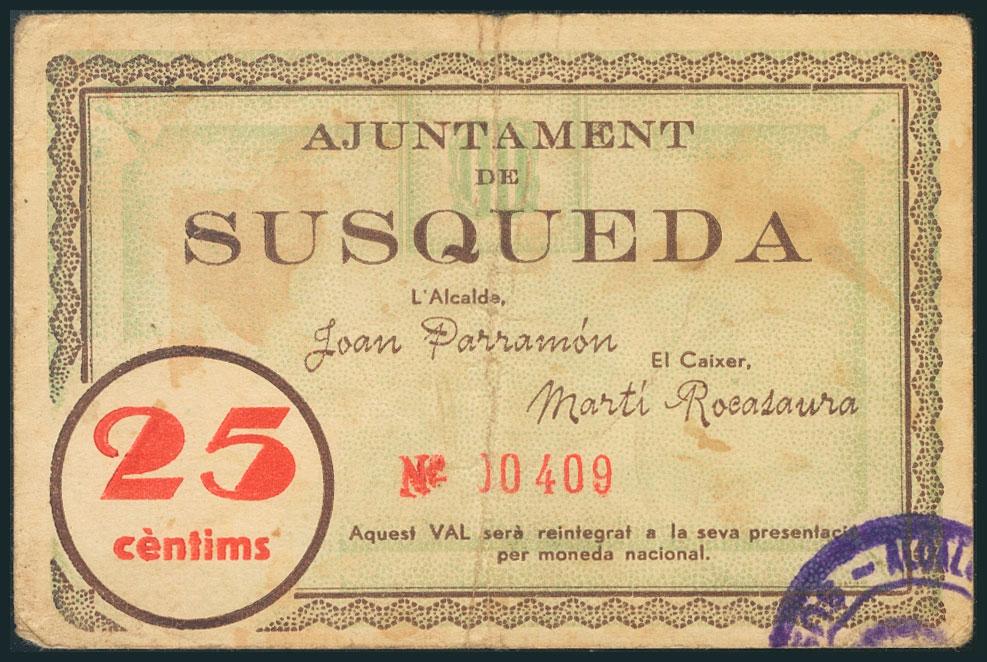 AJUNTAMENT
DE
SUSQUEDA
L'Alcalde,
Joan Parramón
El Caixer,
Martí Rocasaura
25
cèntims
Nº 00409
Aquest VAL serà reintegrat a la seva presentació
per moneda nacional.